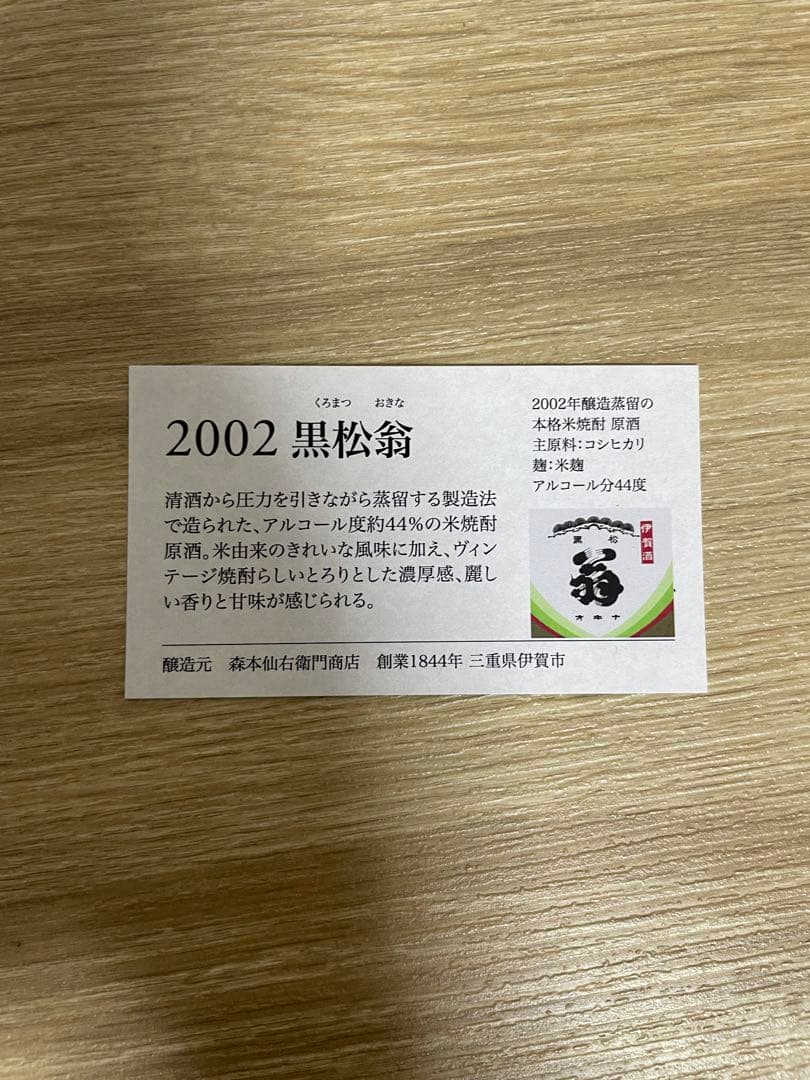 くろまつ おきな
2002 黒松翁
清酒から圧力を引きながら蒸留する製造法
で造られた、アルコール度約44%の米焼酎
原酒。米由来のきれいな風味に加え、ヴィン
テージ焼酎らしいとろりとした濃厚感、麗し
い香りと甘味が感じられる。
2002年醸造蒸留の
本格米焼酎 原酒
主原料:コシヒカリ
麹:米麹
アルコール分44度
伊賀酒
黒松
翁
オキナ
醸造元 森本仙右衛門商店 創業1844年 三重県伊賀市